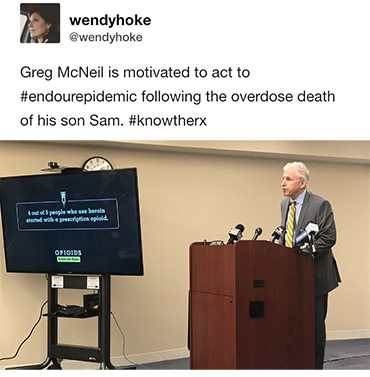 wendyhoke
@wendyhoke
Greg McNeil is motivated to act to
#endourepidemic following the overdose death
of his son Sam. #knowtherx
4 out of 5 people who use heroin
started with a prescription opioid.
OPIOIDS